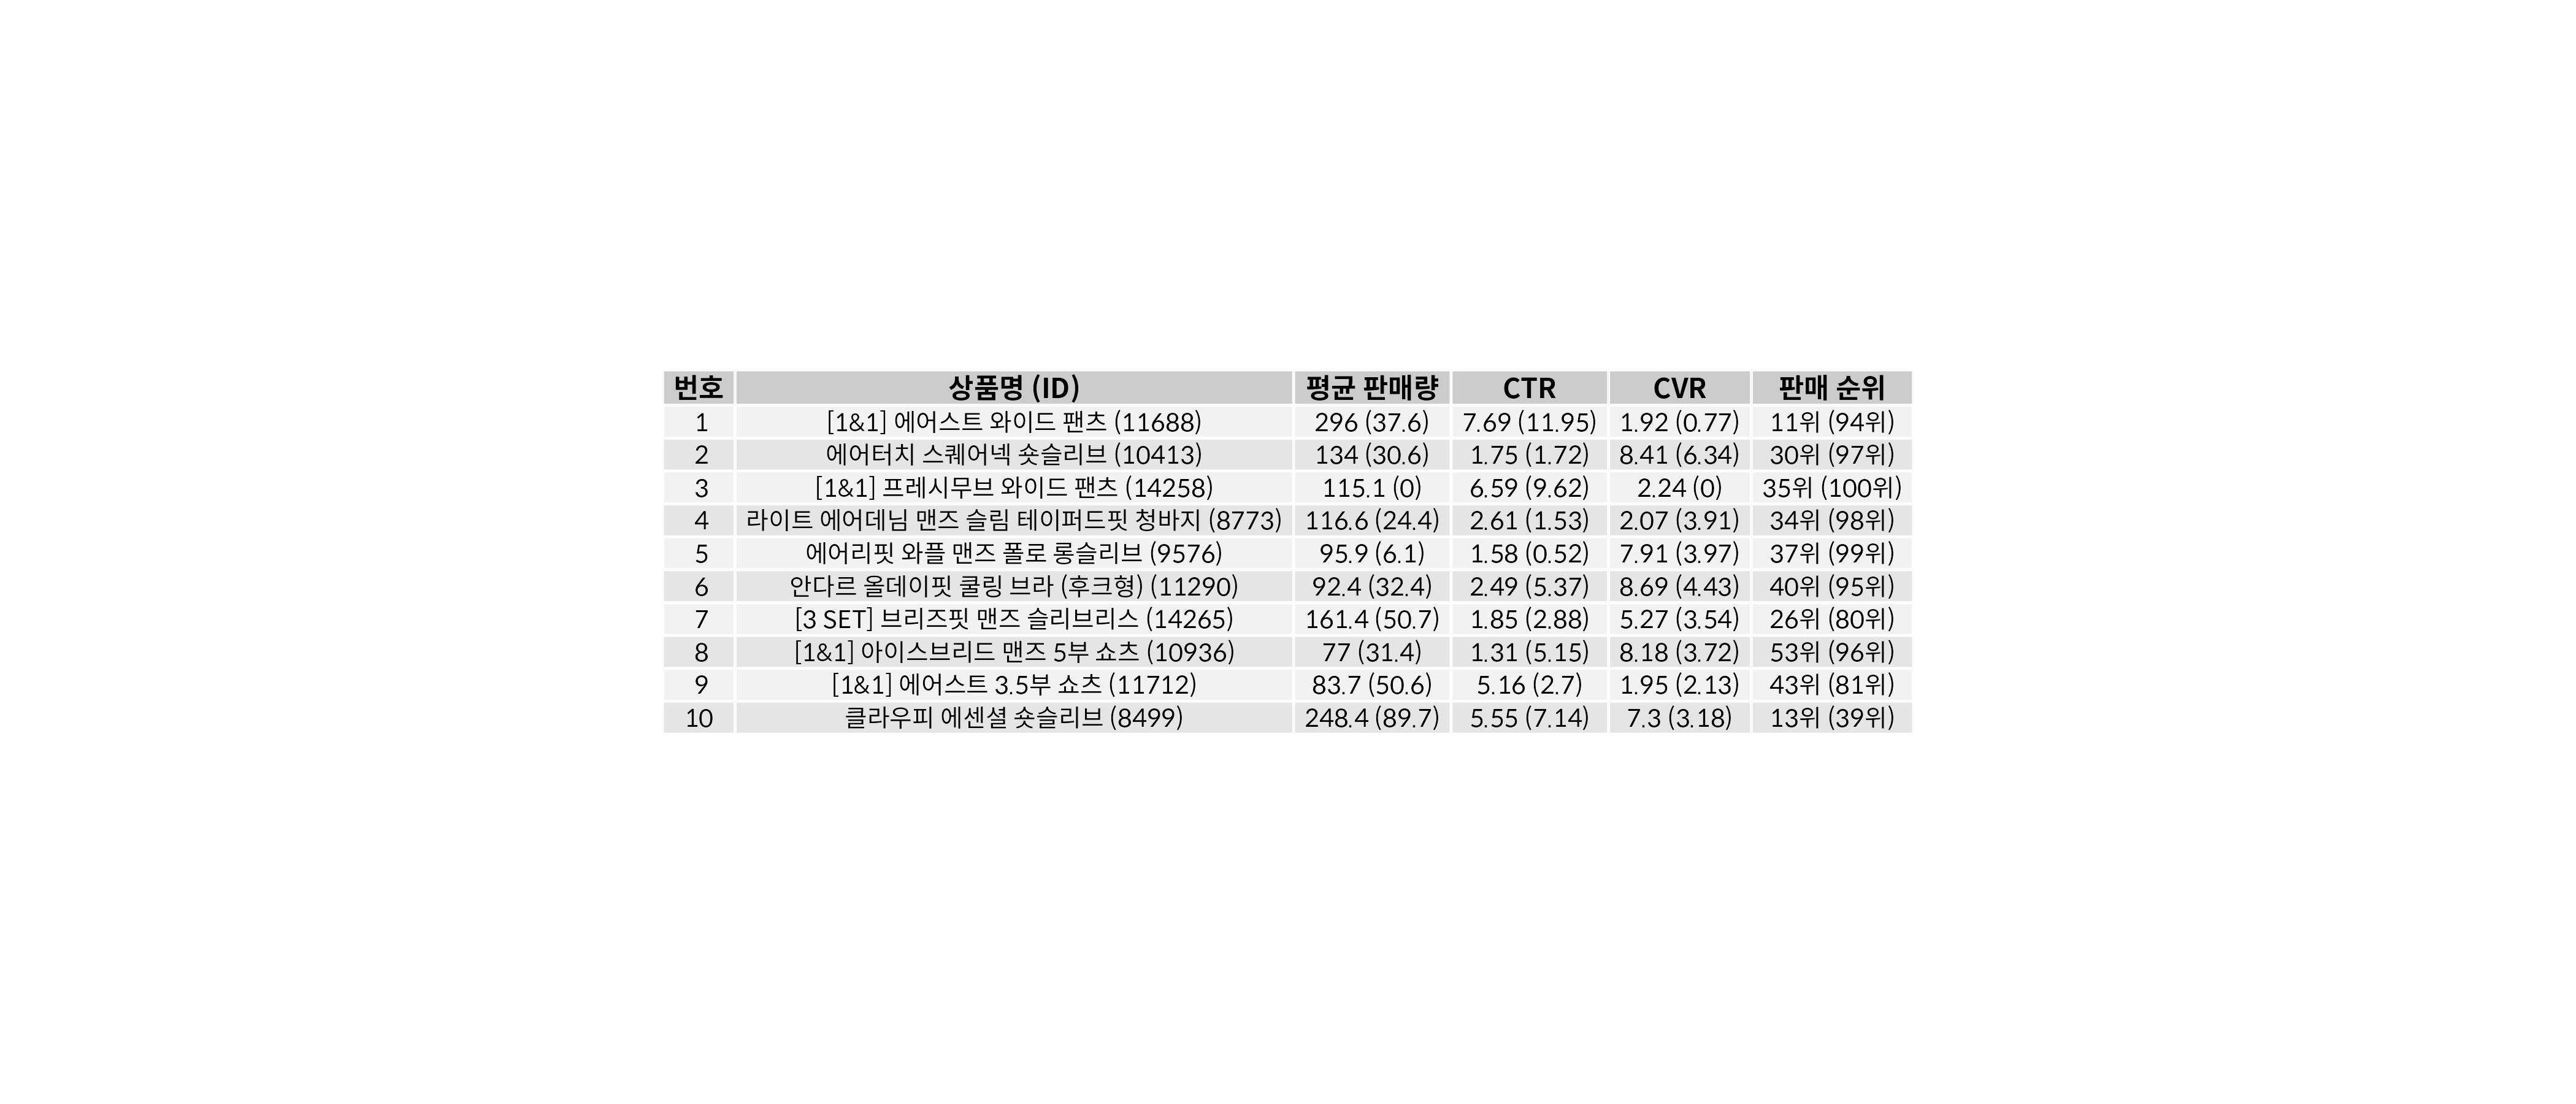 번호 상품명 (ID) 평균 판매량 CTR CVR 판매 순위
1 [1&1] 에어스트 와이드 팬츠 (11688) 296 (37.6) 7.69 (11.95) 1.92 (0.77) 11위 (94위)
2 에어터치 스퀘어넥 숏슬리브 (10413) 134 (30.6) 1.75 (1.72) 8.41 (6.34) 30위 (97위)
3 [1&1] 프레시무브 와이드 팬츠 (14258) 115.1 (0) 6.59 (9.62) 2.24 (0) 35위 (100위)
4 라이트 에어데님 맨즈 슬림 테이퍼드핏 청바지 (8773) 116.6 (24.4) 2.61 (1.53) 2.07 (3.91) 34위 (98위)
5 에어리핏 와플 맨즈 폴로 롱슬리브 (9576) 95.9 (6.1) 1.58 (0.52) 7.91 (3.97) 37위 (99위)
6 안다르 올데이핏 쿨링 브라 (후크형) (11290) 92.4 (32.4) 2.49 (5.37) 8.69 (4.43) 40위 (95위)
7 [3 SET] 브리즈핏 맨즈 슬리브리스 (14265) 161.4 (50.7) 1.85 (2.88) 5.27 (3.54) 26위 (80위)
8 [1&1] 아이스브리드 맨즈 5부 쇼츠 (10936) 77 (31.4) 1.31 (5.15) 8.18 (3.72) 53위 (96위)
9 [1&1] 에어스트 3.5부 쇼츠 (11712) 83.7 (50.6) 5.16 (2.7) 1.95 (2.13) 43위 (81위)
10 클라우피 에센셜 숏슬리브 (8499) 248.4 (89.7) 5.55 (7.14) 7.3 (3.18) 13위 (39위)